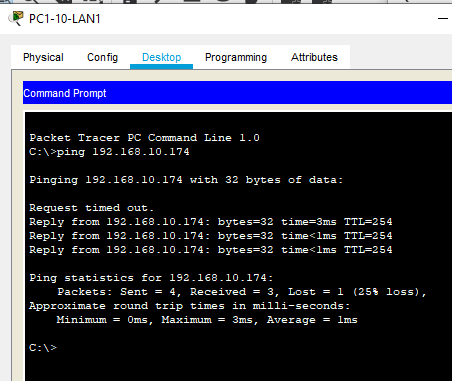 PC1-10-LAN1
Physical Config Desktop Programming Attributes
Command Prompt
Packet Tracer PC Command Line 1.0
C:\>ping 192.168.10.174
Pinging 192.168.10.174 with 32 bytes of data:
Request timed out.
Reply from 192.168.10.174: bytes=32 time=3ms TTL=254
Reply from 192.168.10.174: bytes=32 time<1ms TTL=254
Reply from 192.168.10.174: bytes=32 time<1ms TTL=254
Ping statistics for 192.168.10.174:
Packets: Sent = 4, Received = 3, Lost = 1 (25% loss),
Approximate round trip times in milli-seconds:
Minimum = 0ms, Maximum = 3ms, Average = 1ms
C:\>